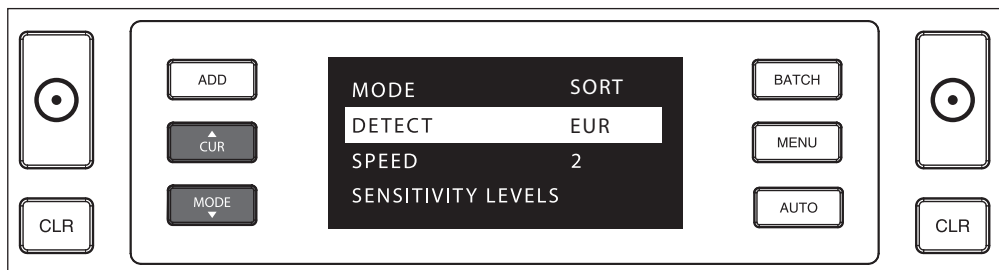 ADD
CUR
MODE
CLR
MODE SORT
DETECT EUR
SPEED 2
SENSITIVITY LEVELS
BATCH
MENU
AUTO
CLR